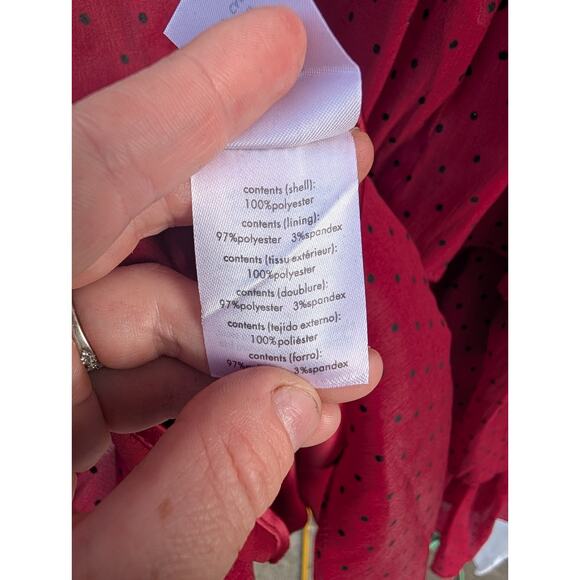 contents (shell):
100%polyester
contents (lining):
97%polyester 3%spandex
contents (tissu extérieur):
100%polyester
contents (doublure):
97%polyester 3%spandex
contents (tejido externo):
100%poliéster
contents (forro):
97% 3%spandex